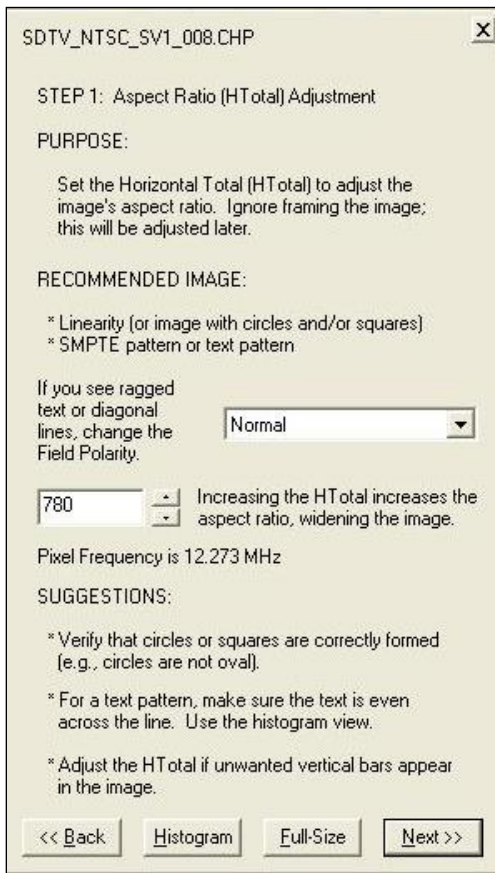 SDTV_NTSC_SV1_008.CHP
X
STEP 1: Aspect Ratio (HTotal) Adjustment
PURPOSE:
Set the Horizontal Total (HTotal) to adjust the
image's aspect ratio. Ignore framing the image;
this will be adjusted later.
RECOMMENDED IMAGE:
* Linearity (or image with circles and/or squares)
* SMPTE pattern or text pattern
If you see ragged
text or diagonal
lines, change the
Field Polarity.
Normal
780
Increasing the HTotal increases the
aspect ratio, widening the image.
Pixel Frequency is 12.273 MHz
SUGGESTIONS:
* Verify that circles or squares are correctly formed
(e.g., circles are not oval).
* For a text pattern, make sure the text is even
across the line. Use the histogram view.
* Adjust the HTotal if unwanted vertical bars appear
in the image.
<< Back
Histogram
Full-Size
Next >>